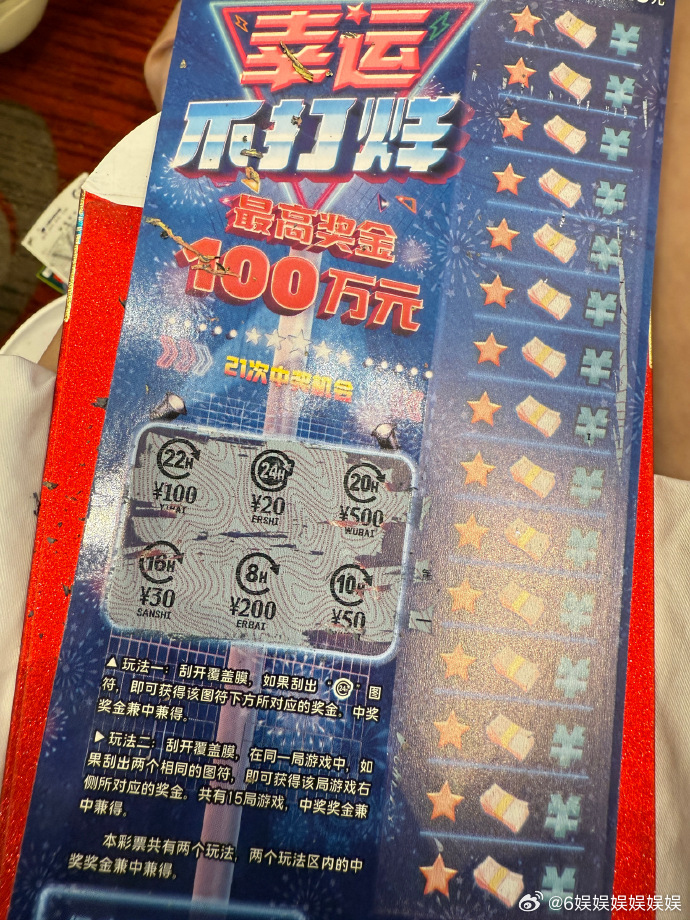 元
幸运
不打烊
最高奖金
100万元
21次中奖机会
22H
24H
20H
¥100
¥20
¥500
YIBAI
ERSHI
WUBAI
16H
8H
10H
¥30
¥200
¥50
SANSHI
ERBAI
▲ 玩法一：刮开覆盖膜，如果刮出“24H”图
符，即可获得该图符下方所对应的奖金，中奖
奖金兼中兼得。
▶ 玩法二：刮开覆盖膜，在同一局游戏中，如
果刮出两个相同的图符，即可获得该局游戏右
侧所对应的奖金。共有15局游戏，中奖奖金兼
中兼得。
本彩票共有两个玩法，两个玩法区内的中
奖奖金兼中兼得。
@6娱娱娱娱娱娱